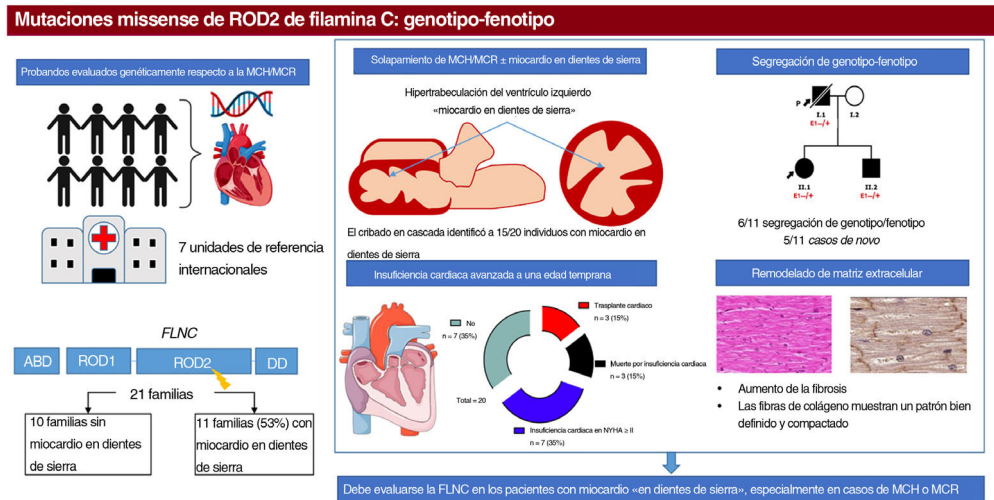 Mutaciones missense de ROD2 de filamina C: genotipo-fenotipo
Probandos evaluados genéticamente respecto a la MCH/MCR
7 unidades de referencia
internacionales
FLNC
ABD
ROD1
ROD2
DD
21 familias
10 familias sin
miocardio en dientes
de sierra
11 familias (53%) con
miocardio en dientes
de sierra
Solapamiento de MCH/MCR ± miocardio en dientes de sierra
Hipertrabeculación del ventrículo izquierdo
«miocardio en dientes de sierra»
El cribado en cascada identificó a 15/20 individuos con miocardio en
dientes de sierra
Insuficiencia cardiaca avanzada a una edad temprana
No
n = 7 (35%)
Total = 20
Trasplante cardiaco
n = 3 (15%)
Muerte por insuficiencia cardiaca
n = 3 (15%)
Insuficiencia cardiaca en NYHA ≥ II
n = 7 (35%)
Segregación de genotipo-fenotipo
P
I.1
E1—/+
I.2
II.1
E1—/+
II.2
E1—/+
6/11 segregación de genotipo/fenotipo
5/11 casos de novo
Remodelado de matriz extracelular
• Aumento de la fibrosis
• Las fibras de colágeno muestran un patrón bien
definido y compactado
Debe evaluarse la FLNC en los pacientes con miocardio «en dientes de sierra», especialmente en casos de MCH o MCR